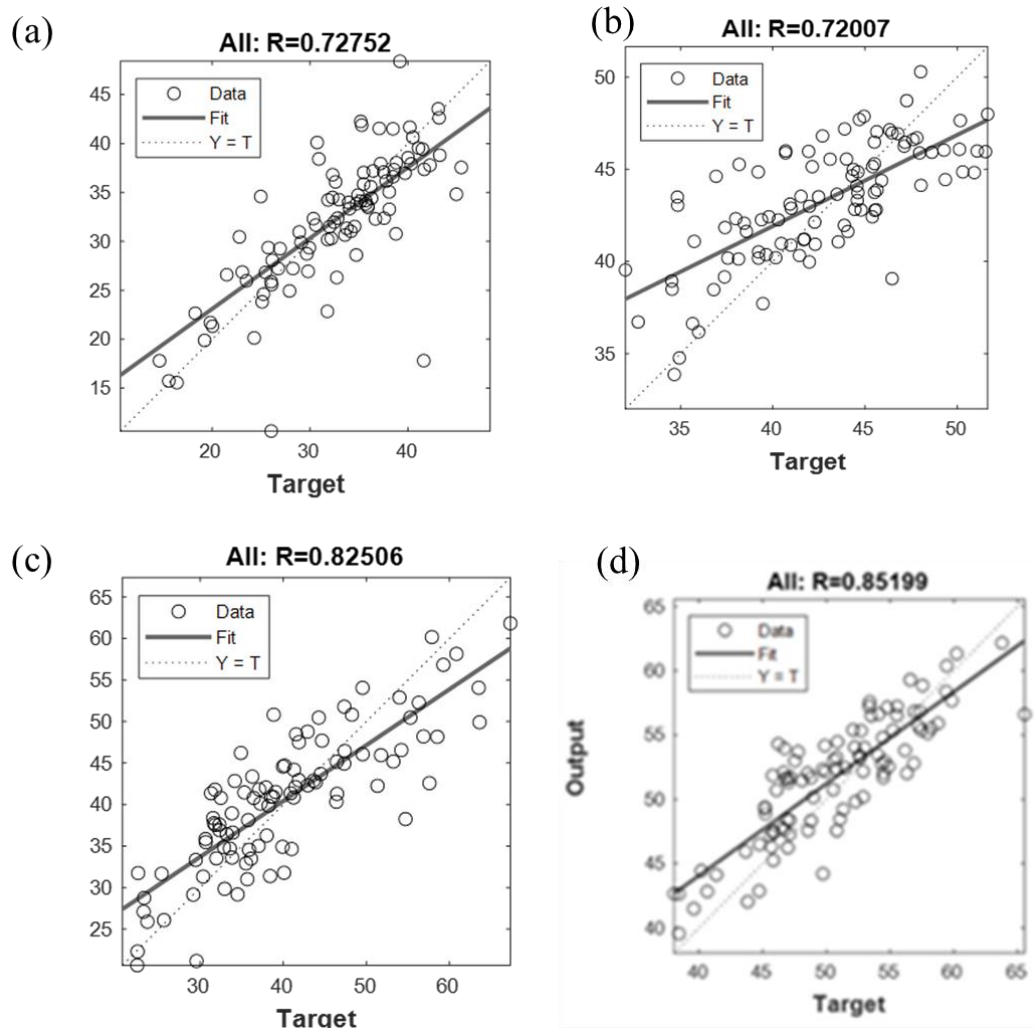 (a)
All: R=0.72752
Data
Fit
Y = T
45
40
35
30
25
20
15
20
30
40
Target
(b)
All: R=0.72007
Data
Fit
Y = T
50
45
40
35
35
40
45
50
Target
(c)
All: R=0.82506
Data
Fit
Y = T
65
60
55
50
45
40
35
30
25
30
40
50
60
Target
(d)
All: R=0.85199
Data
Fit
Y = T
Output
65
60
55
50
45
40
40
45
50
55
60
65
Target